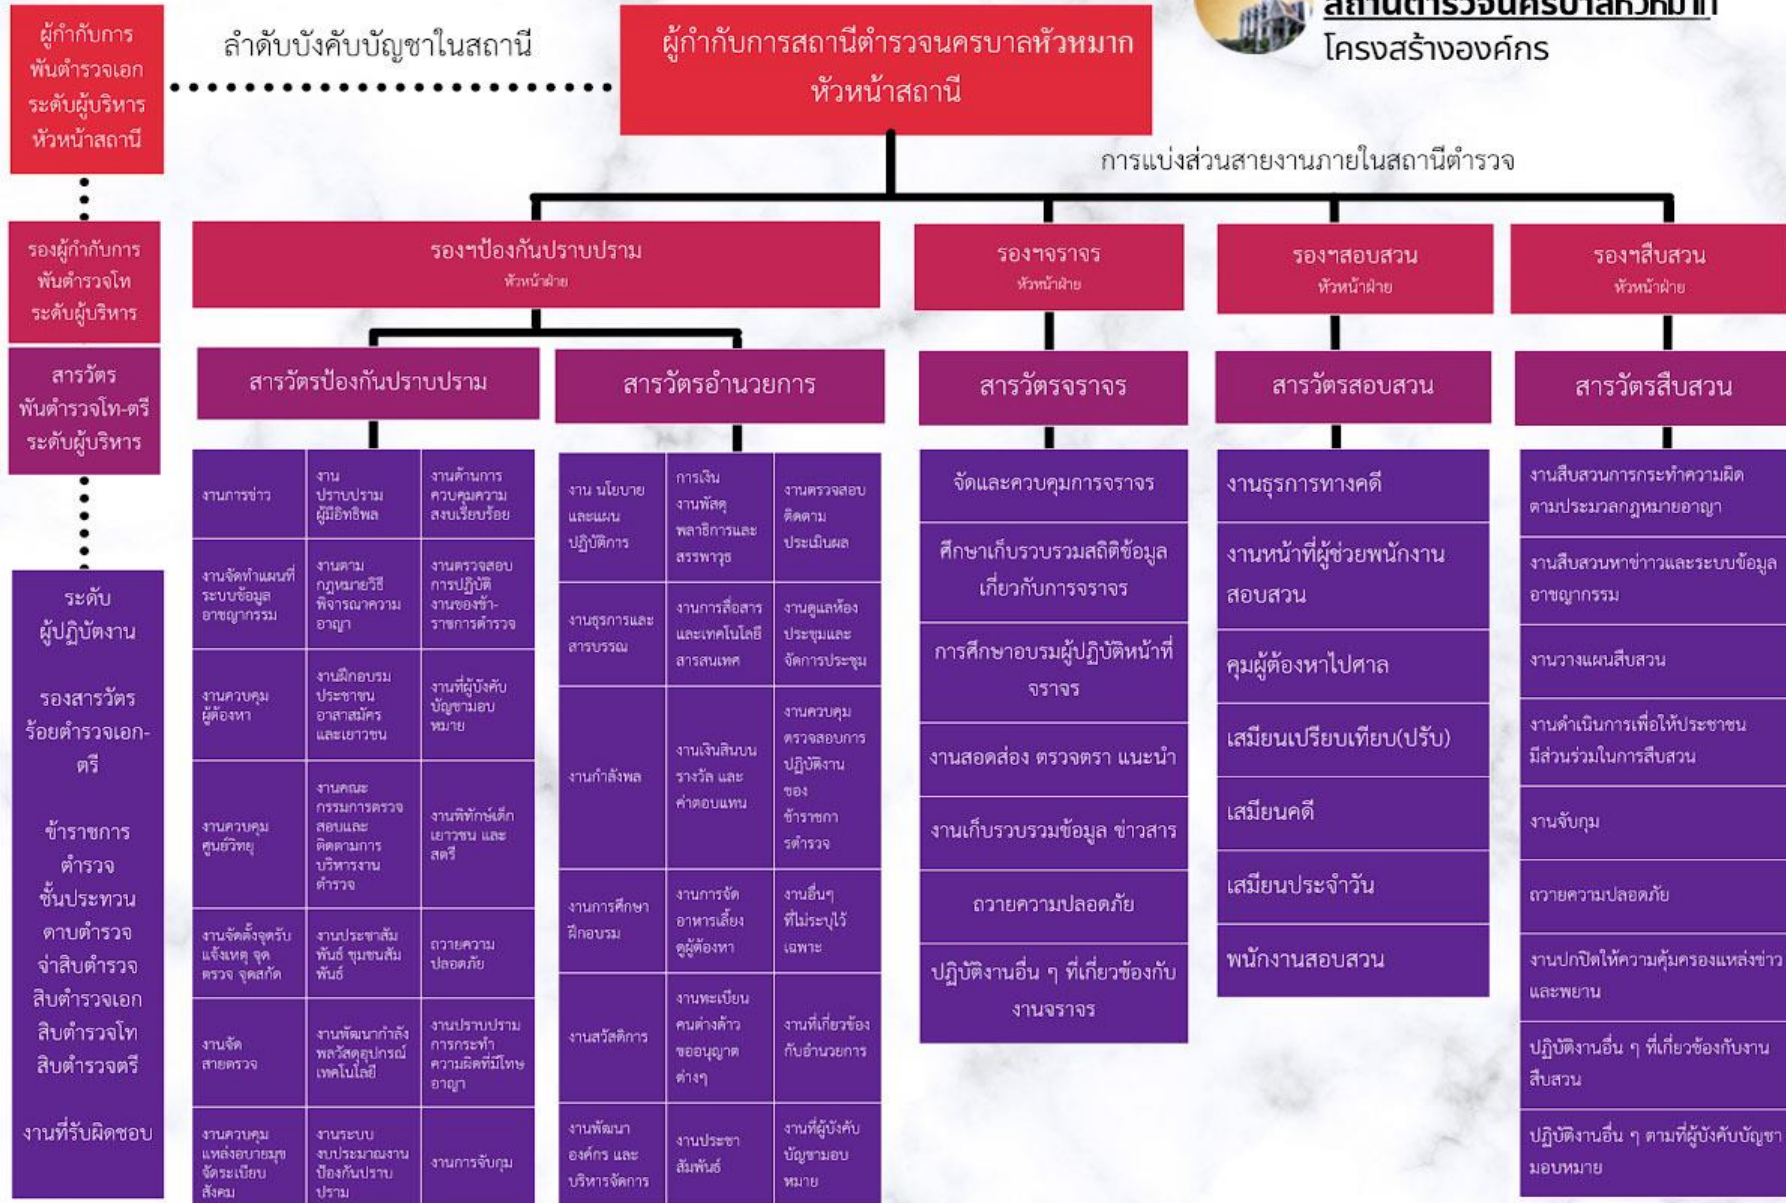 สถานีตำรวจนครบาลหัวหมาก
โครงสร้างองค์กร
ผู้กำกับการ
พันตำรวจเอก
ระดับผู้บริหาร
หัวหน้าสถานี
ลำดับบังคับบัญชาในสถานี
ผู้กำกับการสถานีตำรวจนครบาลหัวหมาก
หัวหน้าสถานี
การแบ่งส่วนสายงานภายในสถานีตำรวจ
รองผู้กำกับการ
พันตำรวจโท
ระดับผู้บริหาร
รองฯป้องกันปราบปราม
หัวหน้าฝ่าย
รองฯจราจร
หัวหน้าฝ่าย
รองฯสอบสวน
หัวหน้าฝ่าย
รองฯสืบสวน
หัวหน้าฝ่าย
สารวัตร
พันตำรวจโท-ตรี
ระดับผู้บริหาร
สารวัตรป้องกันปราบปราม
สารวัตรอำนวยการ
สารวัตรจราจร
สารวัตรสอบสวน
สารวัตรสืบสวน
ระดับ
ผู้ปฏิบัตงาน
รองสารวัตร
ร้อยตำรวจเอก-
ตรี
ข้าราชการ
ตำรวจ
ชั้นประทวน
ดาบตำรวจ
จ่าสิบตำรวจ
สิบตำรวจเอก
สิบตำรวจโท
สิบตำรวจตรี
งานที่รับผิดชอบ
งานการข่าว
งาน
ปราบปราม
ผู้มีอิทธิพล
งานด้านการ
ควบคุมความ
สงบเรียบร้อย
งานจัดทำแผนที่
ระบบข้อมูล
อาชญากรรม
งานตาม
กฎหมายวิธี
พิจารณาความ
อาญา
งานตรวจสอบ
การปฏิบัติ
งานของข้า-
ราชการตำรวจ
งานควบคุม
ผู้ต้องหา
งานฝึกอบรม
ประชาชน
อาสาสมัคร
และเยาวชน
งานที่ผู้บังคับ
บัญชามอบ
หมาย
งานควบคุม
ศูนย์วิทยุ
งานคณะ
กรรมการตรวจ
สอบและ
ติดตามการ
บริหารงาน
ตำรวจ
งานพิทักษ์เด็ก
เยาวชน และ
สตรี
งานจัดตั้งจุดรับ
แจ้งเหตุ จุด
ตรวจ จุดสกัด
งานประชาสัม
พันธ์ ชุมชนสัม
พันธ์
ถวายความ
ปลอดภัย
งานจัด
สายตรวจ
งานพัฒนากำลัง
พลวัสดุอุปกรณ์
เทคโนโลยี
งานปราบปราม
การกระทำ
ความผิดที่มีโทษ
อาญา
งานควบคุม
แหล่งอบายมุข
จัดระเบียบ
สังคม
งานระบบ
งบประมาณงาน
ป้องกันปราบ
ปราม
งานการจับกุม
งาน นโยบาย
และแผน
ปฏิบัติการ
การเงิน
งานพัสดุ
พลาธิการและ
สรรพาวุธ
งานตรวจสอบ
ติดตาม
ประเมินผล
งานธุรการและ
สารบรรณ
งานการสื่อสาร
และเทคโนโลยี
สารสนเทศ
งานดูแลห้อง
ประชุมและ
จัดการประชุม
งานกำลังพล
งานเงินสินบน
รางวัล และ
ค่าตอบแทน
งานควบคุม
ตรวจสอบการ
ปฏิบัติงาน
ของ
ข้าราชกา
รตำรวจ
งานการศึกษา
ฝึกอบรม
งานการจัด
อาหารเลี้ยง
ดูผู้ต้องหา
งานอื่นๆ
ที่ไม่ระบุไว้
เฉพาะ
งานสวัสดิการ
งานทะเบียน
คนต่างด้าว
ขออนุญาต
ต่างๆ
งานที่เกี่ยวข้อง
กับอำนวยการ
งานพัฒนา
องค์กร และ
บริหารจัดการ
งานประชา
สัมพันธ์
งานที่ผู้บังคับ
บัญชามอบ
หมาย
จัดและควบคุมการจราจร
ศึกษาเก็บรวบรวมสถิติข้อมูล
เกี่ยวกับการจราจร
การศึกษาอบรมผู้ปฏิบัติหน้าที่
จราจร
งานสอดส่อง ตรวจตรา แนะนำ
งานเก็บรวบรวมข้อมูล ข่าวสาร
ถวายความปลอดภัย
ปฏิบัติงานอื่น ๆ ที่เกี่ยวข้องกับ
งานจราจร
งานธุรการทางคดี
งานหน้าที่ผู้ช่วยพนักงาน
สอบสวน
คุมผู้ต้องหาไปศาล
เสมียนเปรียบเทียบ(ปรับ)
เสมียนคดี
เสมียนประจำวัน
พนักงานสอบสวน
งานสืบสวนการกระทำความผิด
ตามประมวลกฎหมายอาญา
งานสืบสวนหาข่าาวและระบบข้อมูล
อาชญากรรม
งานวางแผนสืบสวน
งานดำเนินการเพื่อให้ประชาชน
มีส่วนร่วมในการสืบสวน
งานจับกุม
ถวายความปลอดภัย
งานปกปิดให้ความคุ้มครองแหล่งข่าว
และพยาน
ปฏิบัติงานอื่น ๆ ที่เกี่ยวข้องกับงาน
สืบสวน
ปฏิบัติงานอื่น ๆ ตามที่ผู้บังคับบัญชา
มอบหมาย